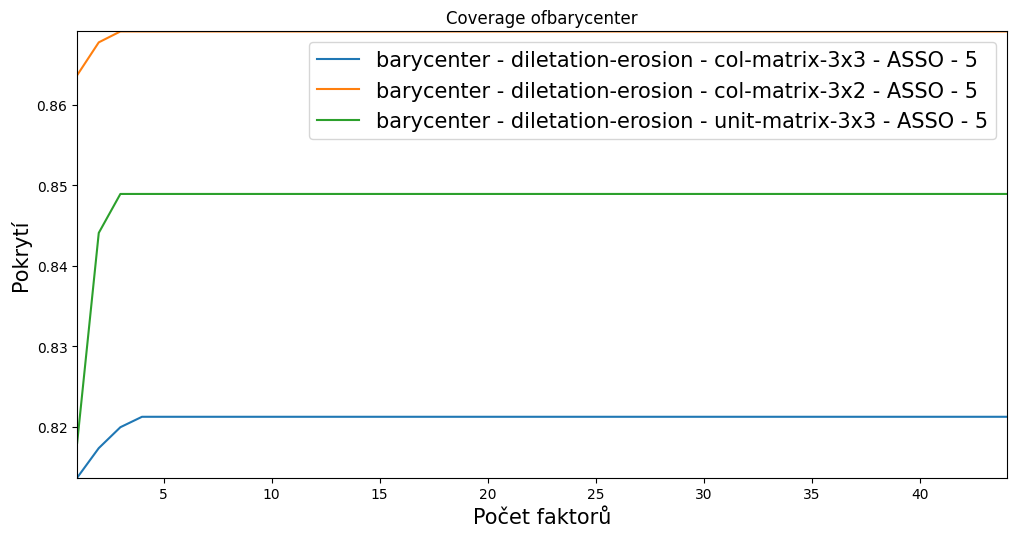 Coverage ofbarycenter
barycenter - diletation-erosion - col-matrix-3x3 - ASSO - 5
barycenter - diletation-erosion - col-matrix-3x2 - ASSO - 5
barycenter - diletation-erosion - unit-matrix-3x3 - ASSO - 5
0.86
0.85
0.84
0.83
0.82
Pokrytí
5 10 15 20 25 30 35 40
Počet faktorů